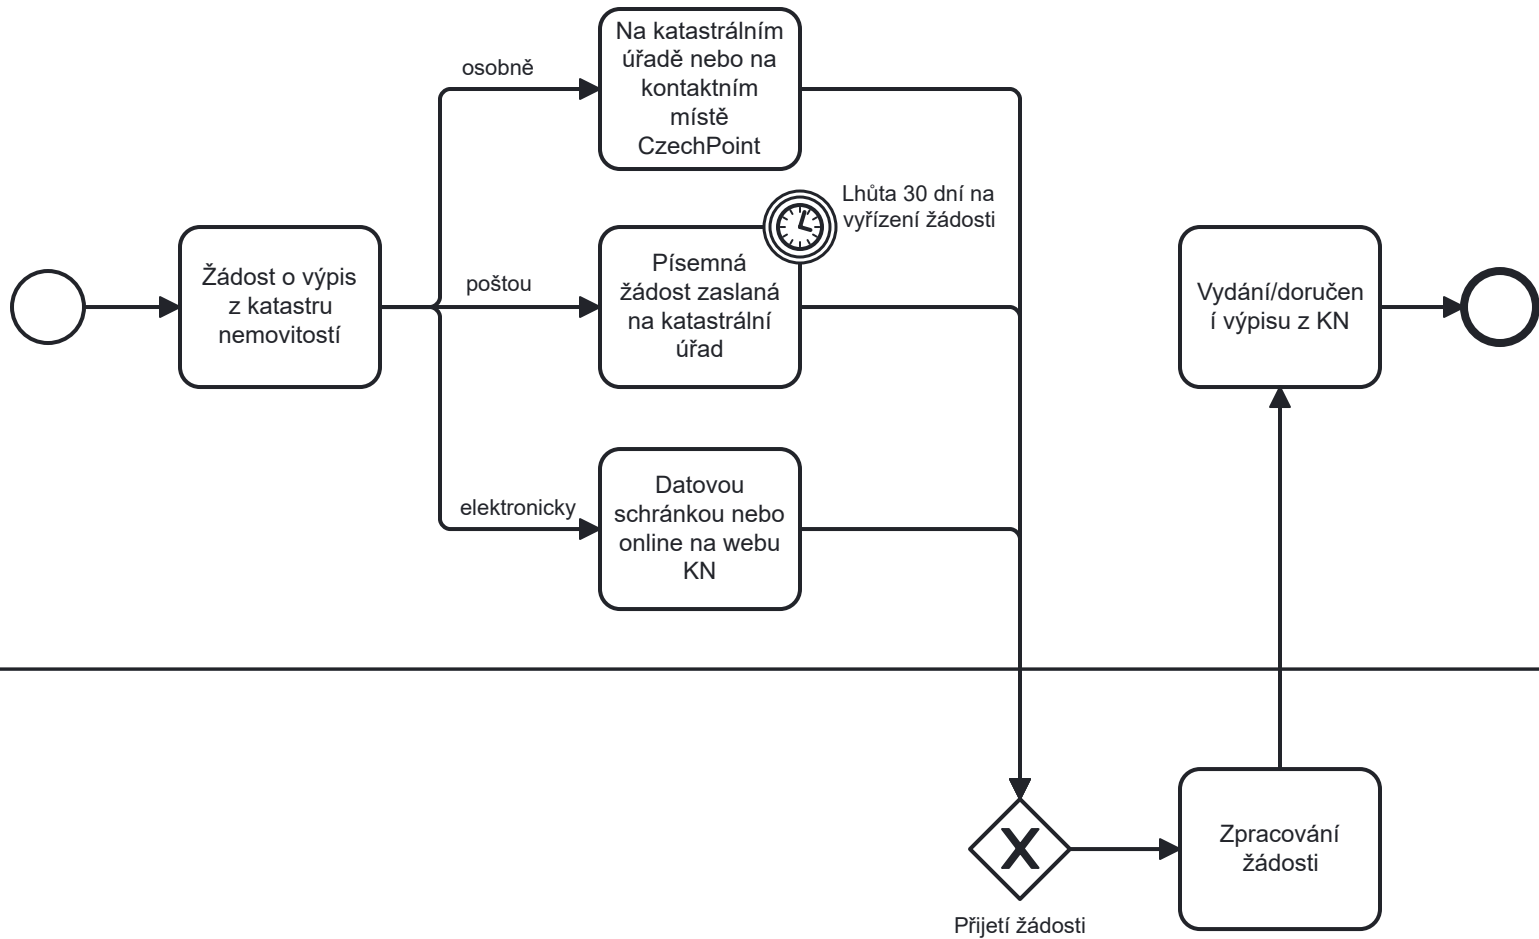 Žádost o výpis
z katastru
nemovitostí
osobně
Na katastrálním
úřadě nebo na
kontaktním
místě
CzechPoint
poštou
Písemná
žádost zaslaná
na katastrální
úřad
Lhůta 30 dní na
vyřízení žádosti
elektronicky
Datovou
schránkou nebo
online na webu
KN
Přijetí žádosti
Zpracování
žádosti
Vydání/doručen
í výpisu z KN